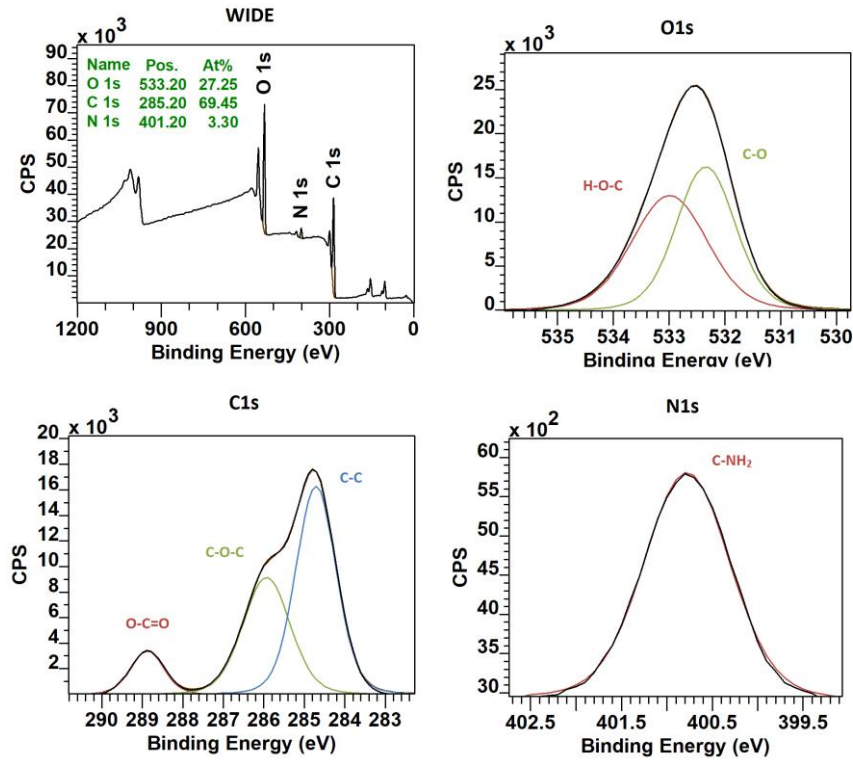 WIDE
x 10³
Name Pos. At%
O 1s 533.20 27.25
C 1s 285.20 69.45
N 1s 401.20 3.30
O 1s
N 1s
C 1s
90
80
70
60
50
40
30
20
10
CPS
1200 900 600 300 0
Binding Energy (eV)
O1s
x 10³
25
20
15
10
5
0
CPS
H-O-C
C-O
535 534 533 532 531 530
Binding Energy (eV)
C1s
x 10³
20
18
16
14
12
10
8
6
4
2
CPS
O-C=O
C-O-C
C-C
290 289 288 287 286 285 284 283
Binding Energy (eV)
N1s
x 10²
60
55
50
45
40
35
30
CPS
C-NH₂
402.5 401.5 400.5 399.5
Binding Energy (eV)